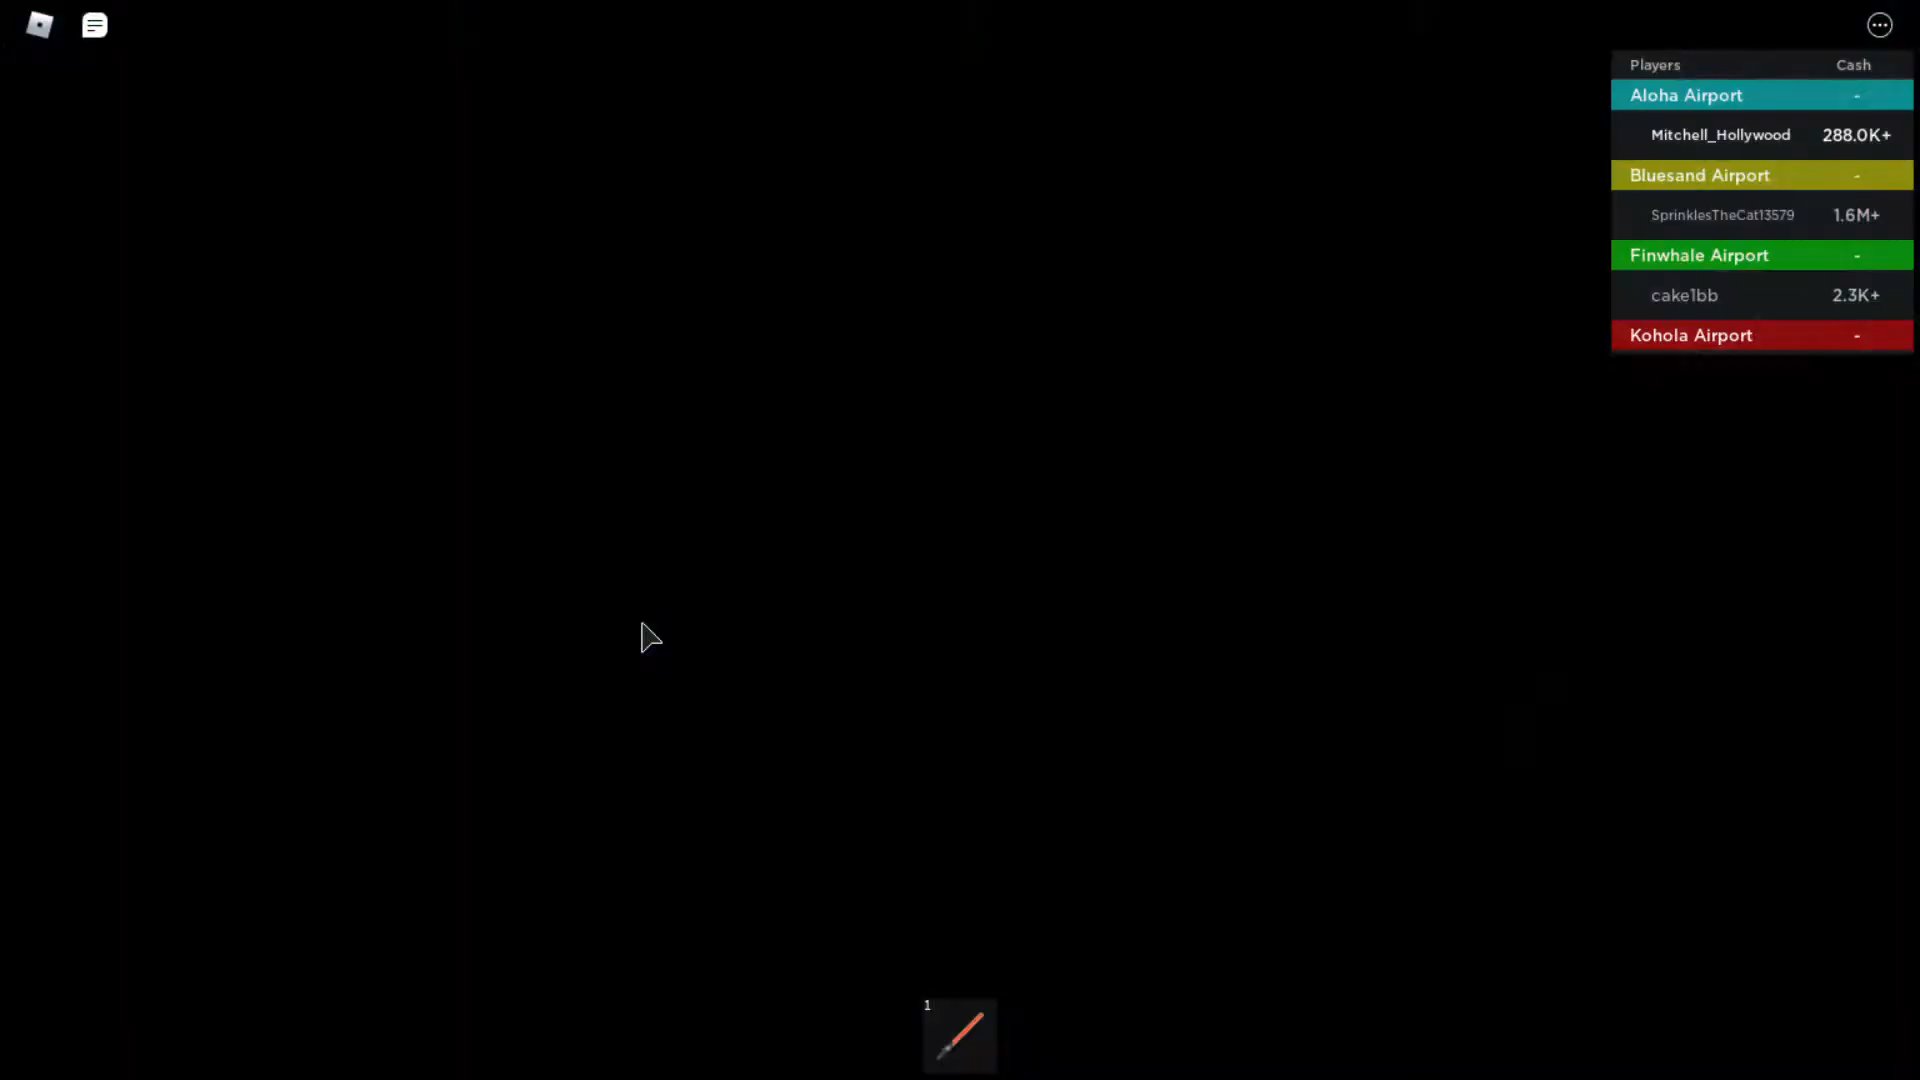 Players Cash
Aloha Airport -
Mitchell_Hollywood 288.0K+
Bluesand Airport -
SprinklesTheCat13579 1.6M+
Finwhale Airport -
cake1bb 2.3K+
Kohola Airport -
1